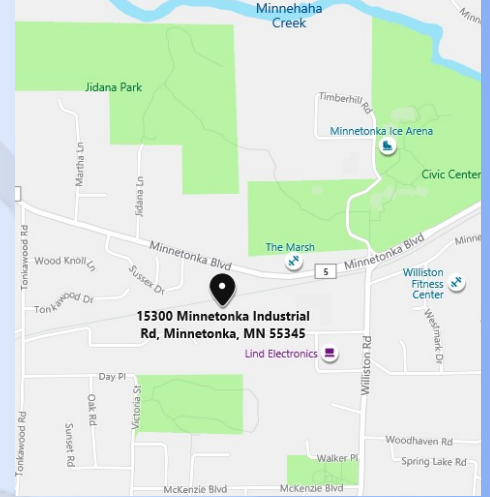 Minnehaha
Creek
Minn
Jidana Park
Timberhill Rd
Minnetonka Ice Arena
Martha Ln
Jidana Ln
Civic Center
Tonkawood Rd
Minnetonka Blvd
The Marsh
Minnetonka Blvd
Minne
5
Wood Knoll Ln
Sussex Dr
Williston
Fitness
Center
Tonkawood Dr
15300 Minnetonka Industrial
Rd, Minnetonka, MN 55345
Westmark Dr
Lind Electronics
Williston Rd
Day Pl
Victoria St
Oak Rd
Sunset Rd
Tonkawood Rd
Woodhaven Rd
Walker Pl
Spring Lake Rd
McKenzie Blvd
McKenzie Blvd